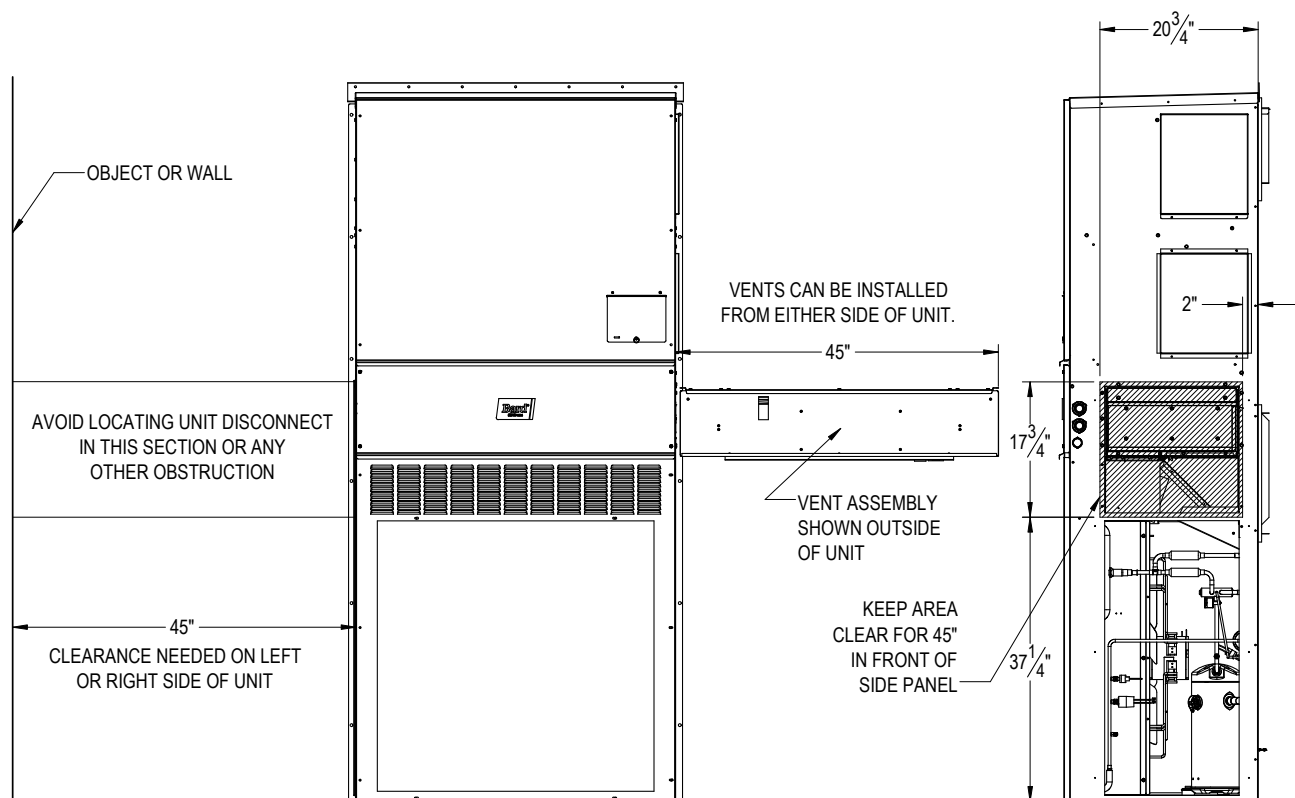 20 3/4"
OBJECT OR WALL
VENTS CAN BE INSTALLED
FROM EITHER SIDE OF UNIT.
2"
45"
AVOID LOCATING UNIT DISCONNECT
IN THIS SECTION OR ANY
OTHER OBSTRUCTION
Bard
17 3/4"
VENT ASSEMBLY
SHOWN OUTSIDE
OF UNIT
KEEP AREA
CLEAR FOR 45"
IN FRONT OF
SIDE PANEL
37 1/4"
45"
CLEARANCE NEEDED ON LEFT
OR RIGHT SIDE OF UNIT